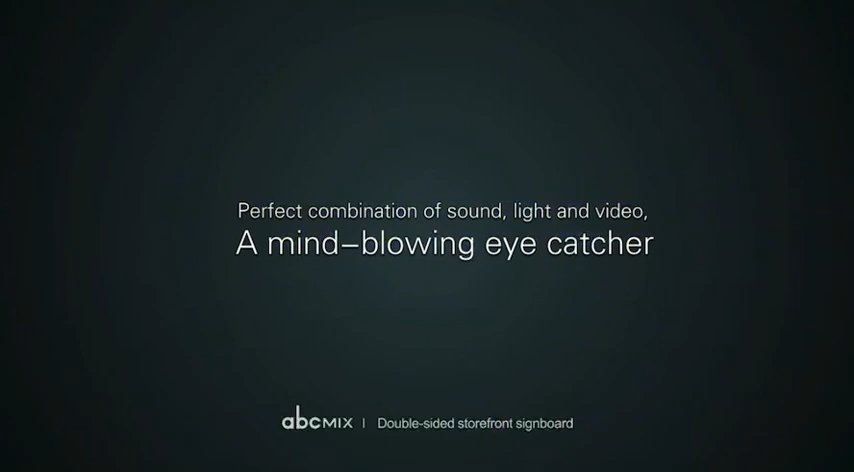 Perfect combination of sound, light and video,
A mind–blowing eye catcher
abcMIX | Double-sided storefront signboard